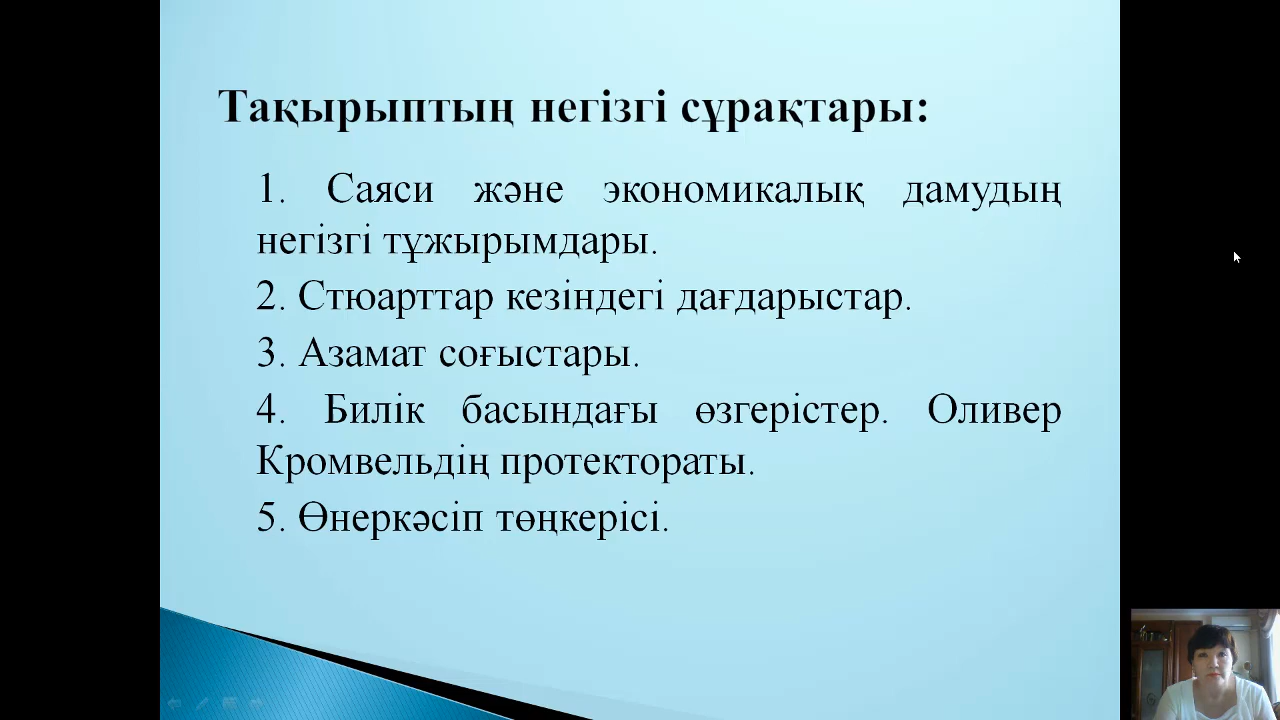 Тақырыптың негізгі сұрақтары:
1. Саяси және экономикалық дамудың
негізгі тұжырымдары.
2. Стюарттар кезіндегі дағдарыстар.
3. Азамат соғыстары.
4. Билік басындағы өзгерістер. Оливер
Кромвельдің протектораты.
5. Өнеркәсіп төңкерісі.